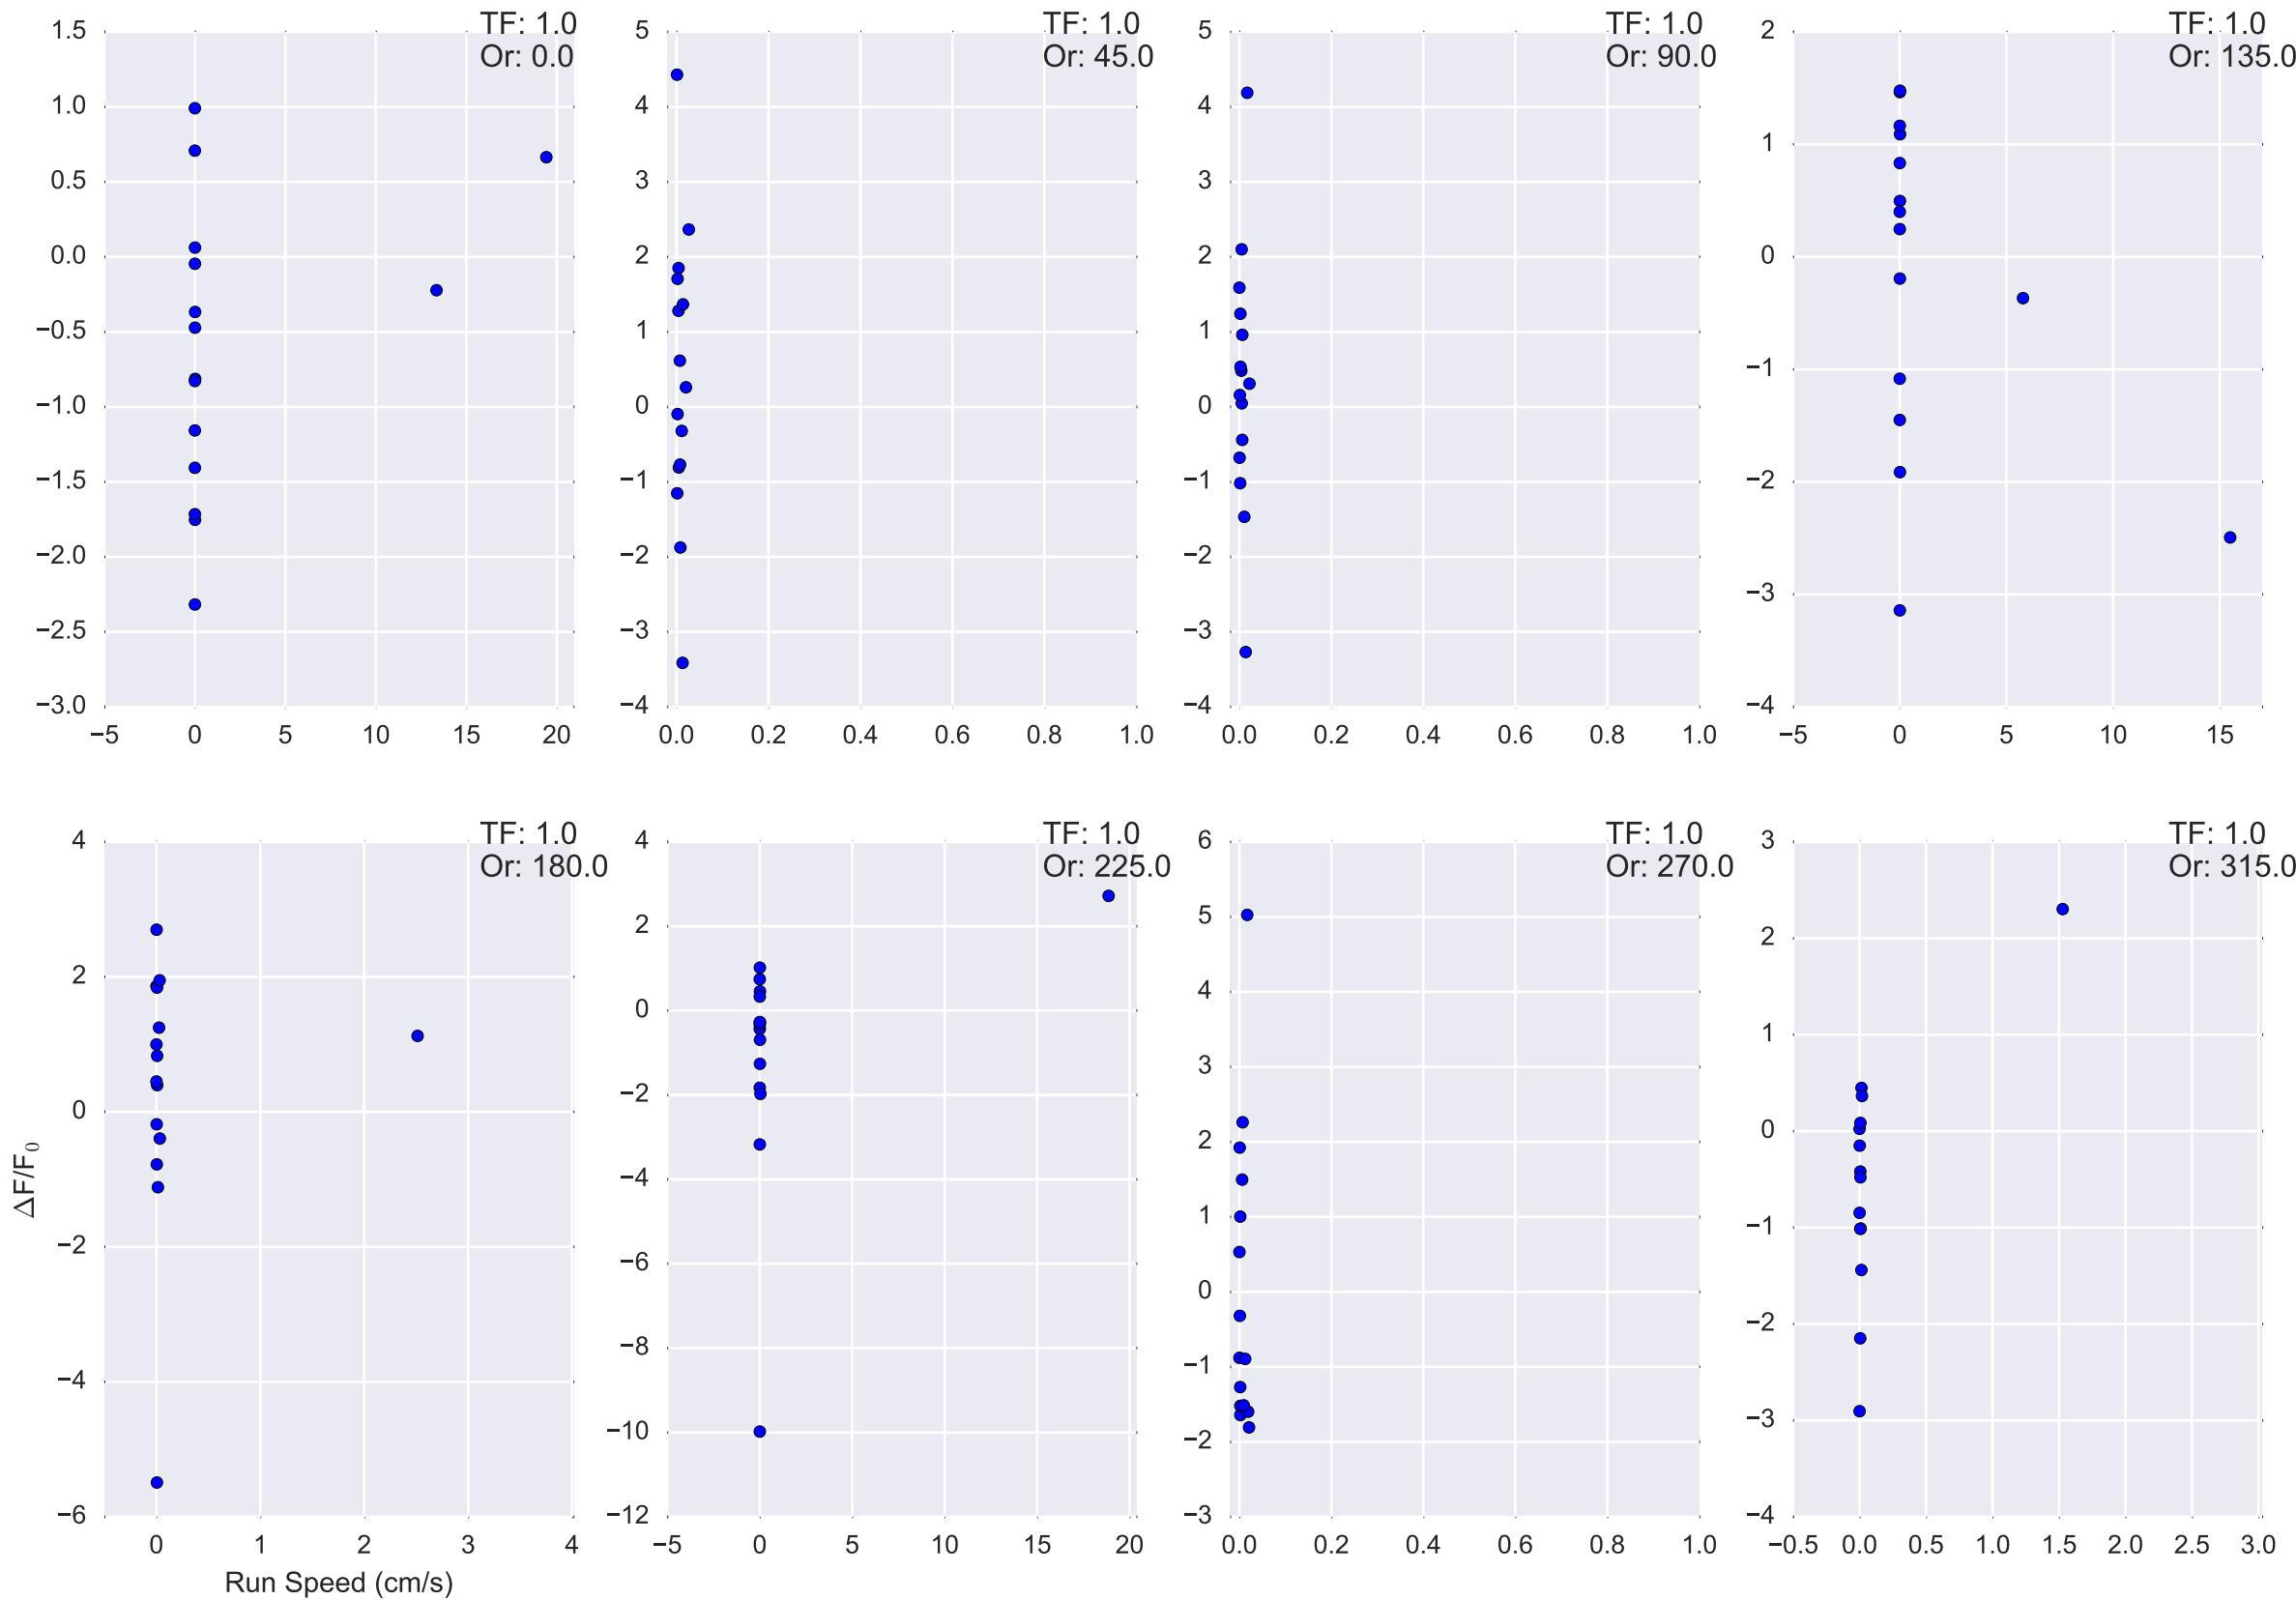 TF: 1.0
Or: 0.0
1.5
1.0
0.5
0.0
−0.5
−1.0
−1.5
−2.0
−2.5
−3.0
−5 0 5 10 15 20
TF: 1.0
Or: 45.0
5
4
3
2
1
0
−1
−2
−3
−4
0.0 0.2 0.4 0.6 0.8 1.0
TF: 1.0
Or: 90.0
5
4
3
2
1
0
−1
−2
−3
−4
0.0 0.2 0.4 0.6 0.8 1.0
TF: 1.0
Or: 135.0
2
1
0
−1
−2
−3
−4
−5 0 5 10 15
TF: 1.0
Or: 180.0
4
2
0
−2
−4
−6
ΔF/F₀
0 1 2 3 4
Run Speed (cm/s)
TF: 1.0
Or: 225.0
4
2
0
−2
−4
−6
−8
−10
−12
−5 0 5 10 15 20
TF: 1.0
Or: 270.0
6
5
4
3
2
1
0
−1
−2
−3
0.0 0.2 0.4 0.6 0.8 1.0
TF: 1.0
Or: 315.0
3
2
1
0
−1
−2
−3
−4
−0.5 0.0 0.5 1.0 1.5 2.0 2.5 3.0